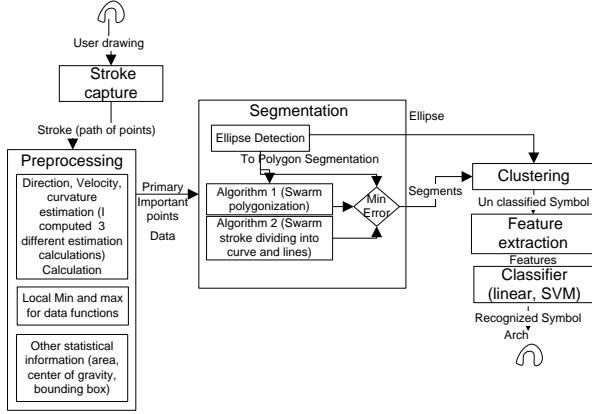 User drawing
Stroke
capture
Stroke (path of points)
Preprocessing
Direction, Velocity,
curvature
estimation (I
computed 3
different estimation
calculations)
Calculation
Local Min and max
for data functions
Other statistical
information (area,
center of gravity,
bounding box)
Primary
Important
points
Data
Segmentation
Ellipse Detection
To Polygon Segmentation
Algorithm 1 (Swarm
polygonization)
Algorithm 2 (Swarm
stroke dividing into
curve and lines)
Min
Error
Ellipse
Segments
Clustering
Un classified Symbol
Feature
extraction
Features
Classifier
(linear, SVM)
Recognized Symbol
Arch